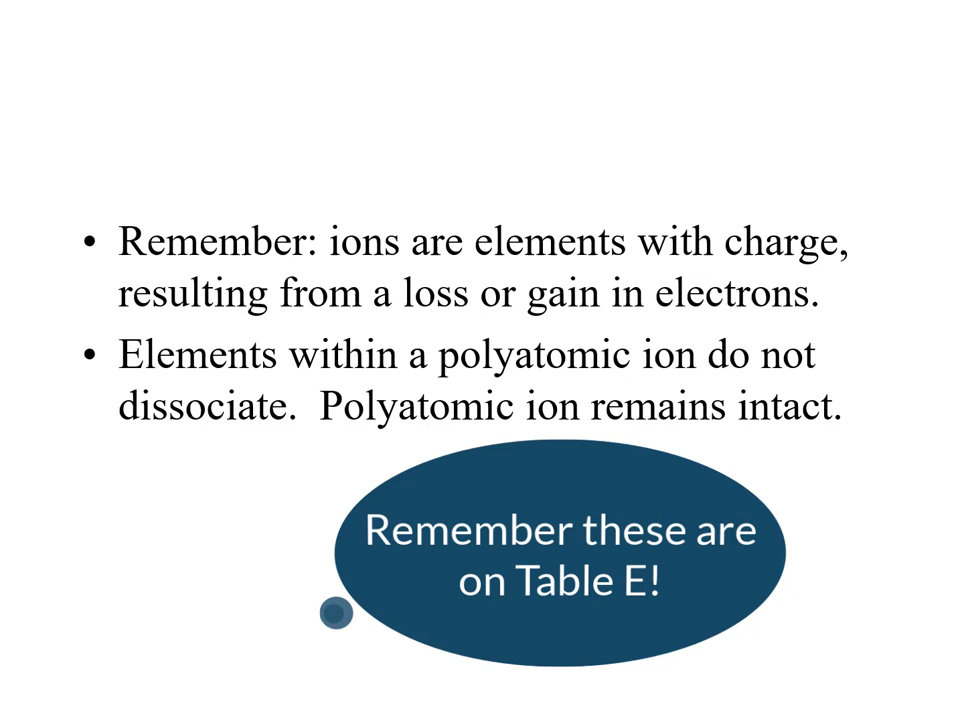 • Remember: ions are elements with charge,
resulting from a loss or gain in electrons.
• Elements within a polyatomic ion do not
dissociate.  Polyatomic ion remains intact.
Remember these are
on Table E!